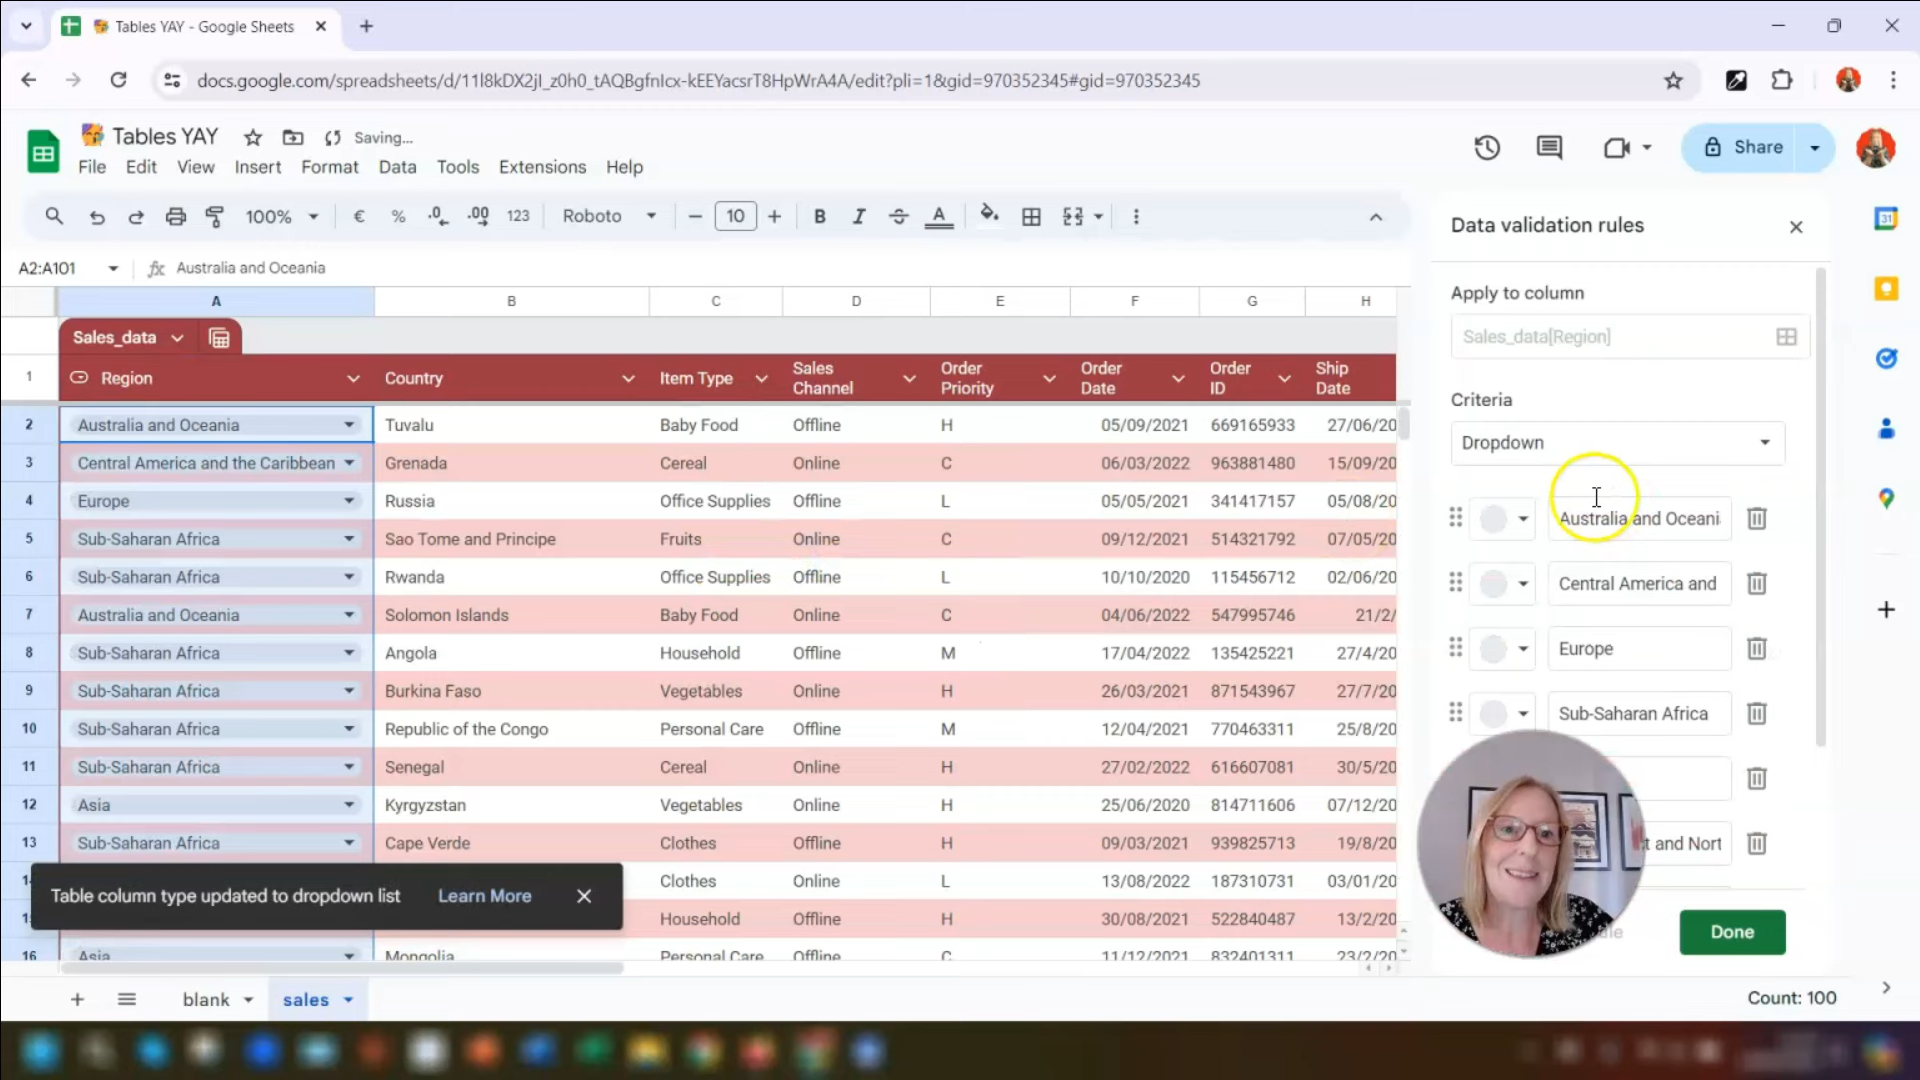 Tables YAY - Google Sheets
docs.google.com/spreadsheets/d/11l8kDX2jI_z0h0_tAQBgfnIcx-kEEYacsrT8HpWrA4A/edit?pli=1&gid=970352345#gid=970352345
Tables YAY Saving...
File Edit View Insert Format Data Tools Extensions Help
Share
100% € % .0 .00 123 Roboto 10 B I S A
A2:A101 fx Australia and Oceania
A B C D E F G H
Sales_data
1 Region Country Item Type Sales Channel Order Priority Order Date Order ID Ship Date
2 Australia and Oceania Tuvalu Baby Food Offline H 05/09/2021 669165933 27/06/20
3 Central America and the Caribbean Grenada Cereal Online C 06/03/2022 963881480 15/09/20
4 Europe Russia Office Supplies Offline L 05/05/2021 341417157 05/08/20
5 Sub-Saharan Africa Sao Tome and Principe Fruits Online C 09/12/2021 514321792 07/05/20
6 Sub-Saharan Africa Rwanda Office Supplies Offline L 10/10/2020 115456712 02/06/20
7 Australia and Oceania Solomon Islands Baby Food Online C 04/06/2022 547995746 21/2/
8 Sub-Saharan Africa Angola Household Offline M 17/04/2022 135425221 27/4/20
9 Sub-Saharan Africa Burkina Faso Vegetables Online H 26/03/2021 871543967 27/7/20
10 Sub-Saharan Africa Republic of the Congo Personal Care Offline M 12/04/2021 770463311 25/8/20
11 Sub-Saharan Africa Senegal Cereal Online H 27/02/2022 616607081 30/5/20
12 Asia Kyrgyzstan Vegetables Online H 25/06/2020 814711606 07/12/20
13 Sub-Saharan Africa Cape Verde Clothes Offline H 09/03/2021 939825713 19/8/20
Clothes Online L 13/08/2022 187310731 03/01/20
Household Offline H 30/08/2021 522840487 13/2/20
16 Asia Mongolia Personal Care Offline C 11/12/2021 832401311 23/2/20
Table column type updated to dropdown list Learn More
Data validation rules
Apply to column
Sales_data[Region]
Criteria
Dropdown
Australia and Oceani
Central America and
Europe
Sub-Saharan Africa
t and Nort
Done
blank sales
Count: 100
31